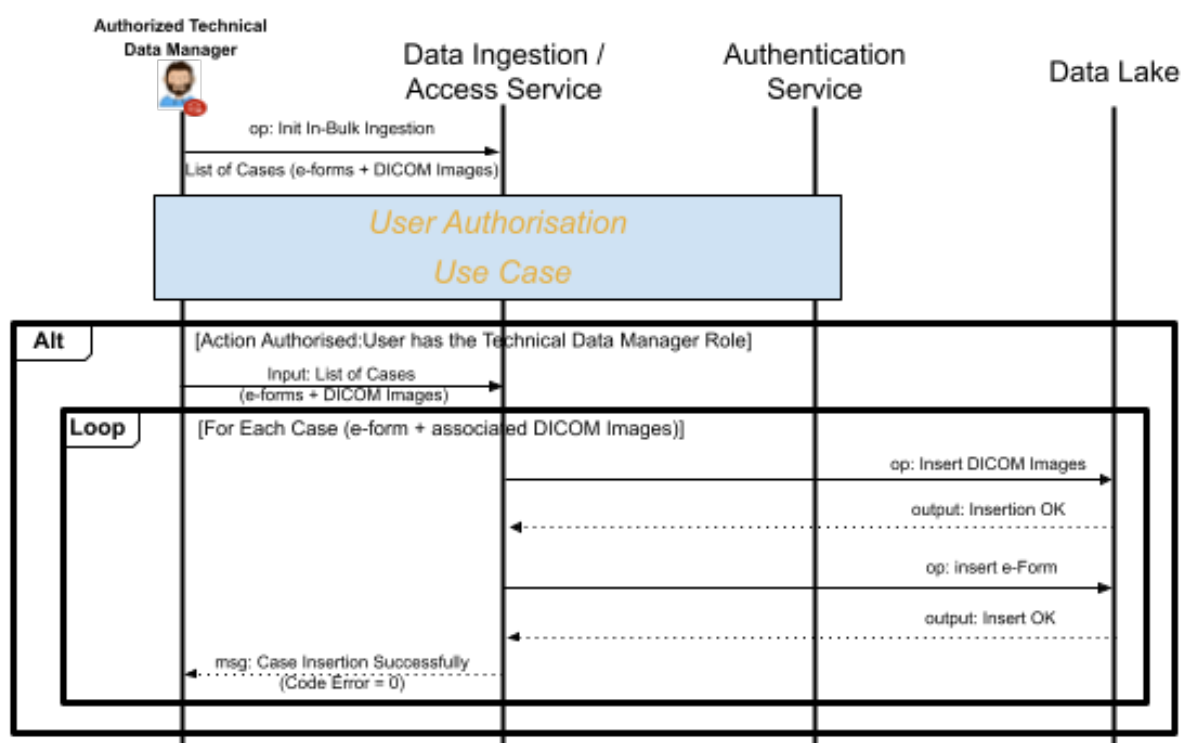 Authorized Technical
Data Manager
Data Ingestion /
Access Service
Authentication
Service
Data Lake
op: Init In-Bulk Ingestion
List of Cases (e-forms + DICOM Images)
User Authorisation
Use Case
Alt
[Action Authorised:User has the Technical Data Manager Role]
Input: List of Cases
(e-forms + DICOM Images)
Loop
[For Each Case (e-form + associated DICOM Images)]
op: Insert DICOM Images
output: Insertion OK
op: insert e-Form
output: Insert OK
msg: Case Insertion Successfully
(Code Error = 0)